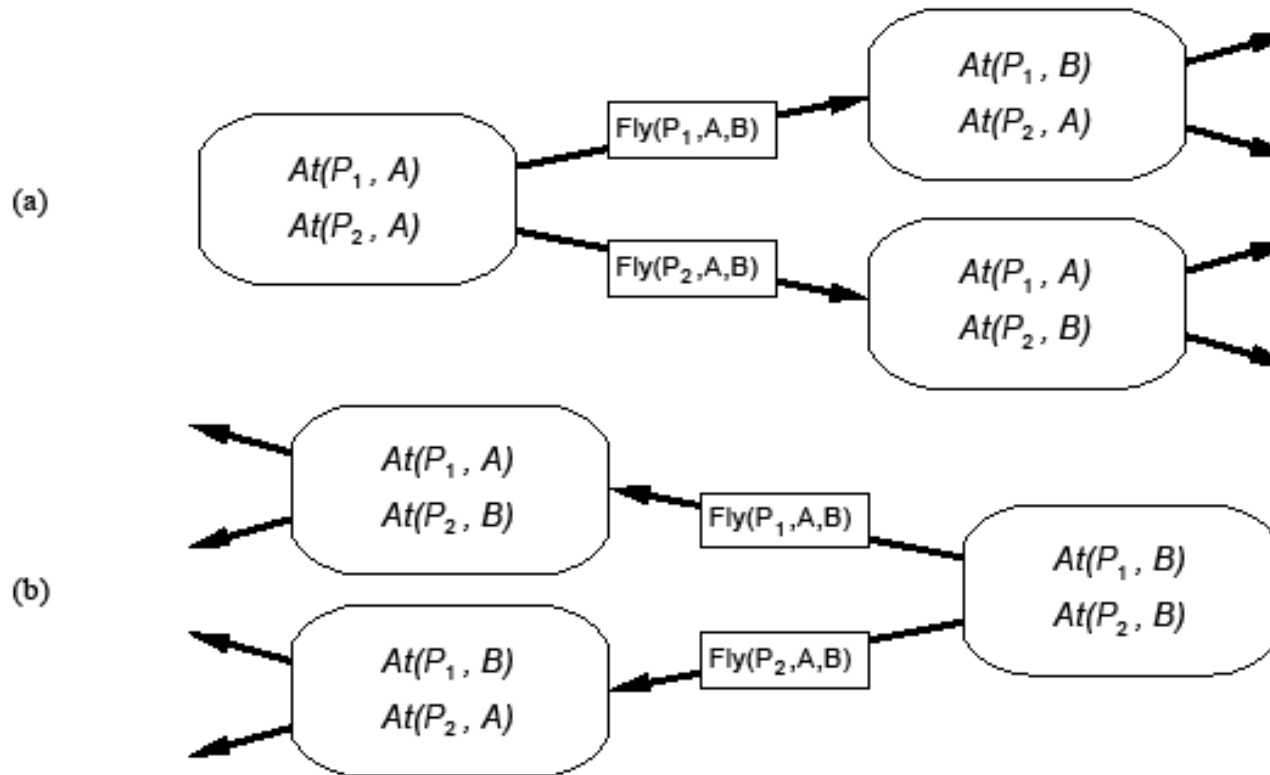 (a)
At(P₁, A)
At(P₂, A)
Fly(P₁,A,B)
Fly(P₂,A,B)
At(P₁, B)
At(P₂, A)
At(P₁, A)
At(P₂, B)
(b)
At(P₁, A)
At(P₂, B)
At(P₁, B)
At(P₂, A)
Fly(P₁,A,B)
Fly(P₂,A,B)
At(P₁, B)
At(P₂, B)